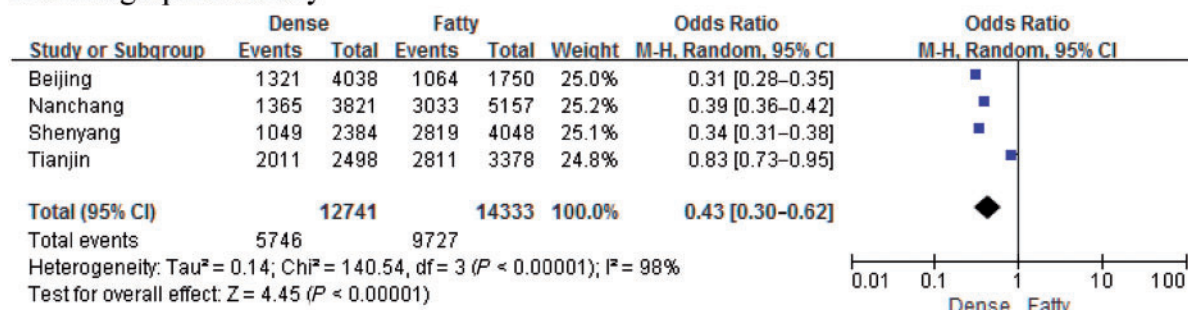 Dense Fatty Odds Ratio Odds Ratio
Study or Subgroup Events Total Events Total Weight M-H, Random, 95% CI M-H, Random, 95% CI
Beijing 1321 4038 1064 1750 25.0% 0.31 [0.28–0.35]
Nanchang 1365 3821 3033 5157 25.2% 0.39 [0.36–0.42]
Shenyang 1049 2384 2819 4048 25.1% 0.34 [0.31–0.38]
Tianjin 2011 2498 2811 3378 24.8% 0.83 [0.73–0.95]
Total (95% CI) 12741 14333 100.0% 0.43 [0.30–0.62]
Total events 5746 9727
Heterogeneity: Tau² = 0.14; Chi² = 140.54, df = 3 (P < 0.00001); I² = 98%
Test for overall effect: Z = 4.45 (P < 0.00001)
0.01 0.1 1 10 100
Dense Fatty